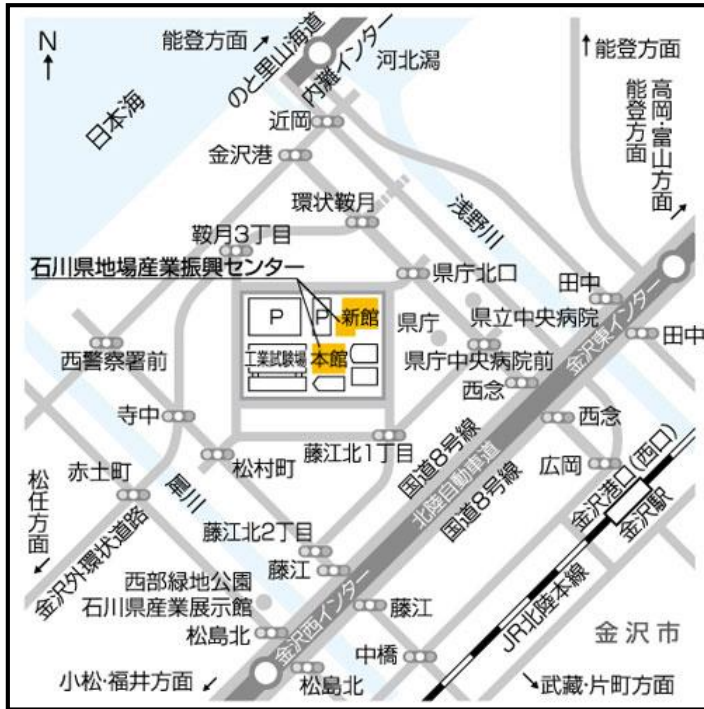 N
能登方面
のと里山海道
内灘インター
河北潟
能登方面
高岡・富山方面
能登方面
日本海
近岡
金沢港
環状鞍月
浅野川
鞍月3丁目
石川県地場産業振興センター
県庁北口
田中
P
P
新館
県庁
県立中央病院
金沢東インター
田中
西警察署前
工業試験場
本館
県庁中央病院前
西念
寺中
西念
松村町
藤江北1丁目
国道8号線
北陸自動車道
国道8号線
広岡
金沢港口(西口)
金沢駅
松任方面
赤土町
犀川
金沢外環状道路
藤江北2丁目
藤江
西部緑地公園
石川県産業展示館
藤江
JR北陸本線
金沢市
松島北
金沢西インター
中橋
小松・福井方面
松島北
武蔵・片町方面